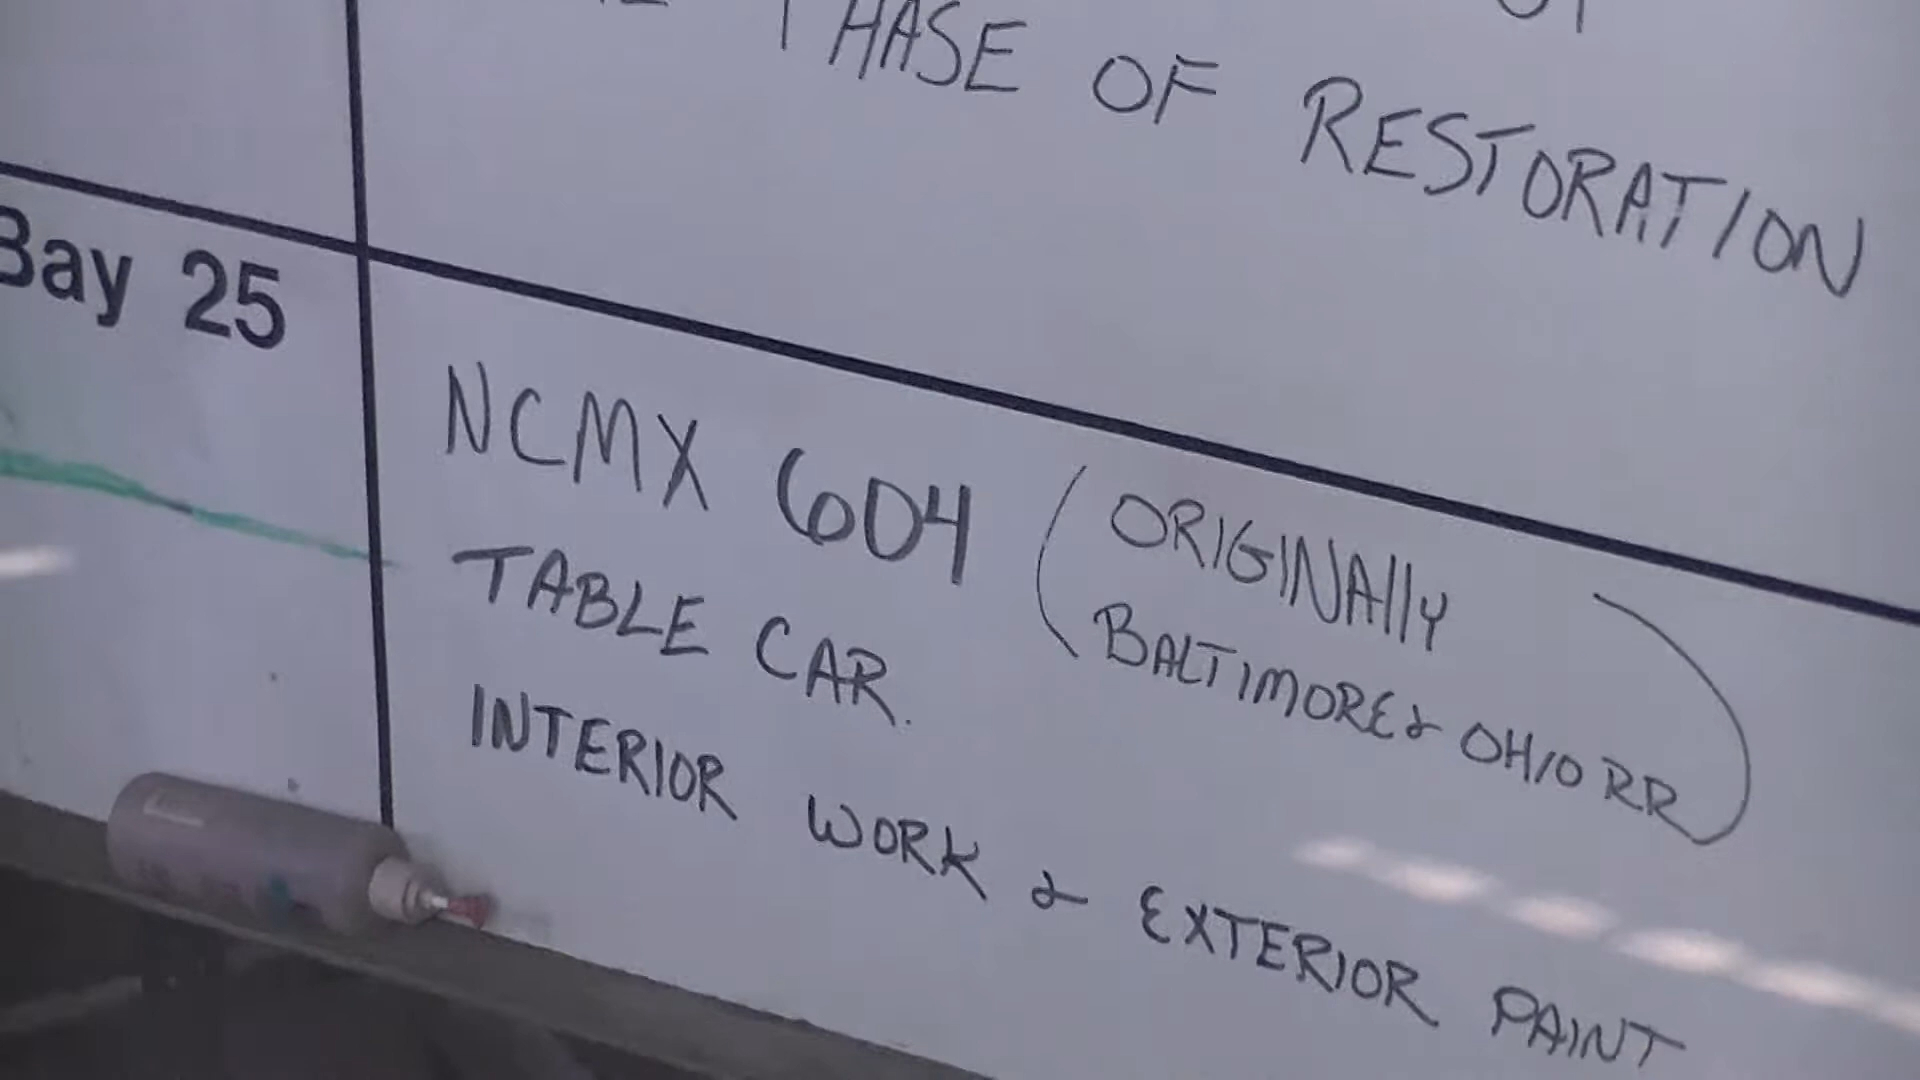 PHASE OF RESTORATION
Bay 25
NCMX 604 (ORIGINAlly
BALTIMORE & OHIO RR)
TABLE CAR.
INTERIOR WORK & EXTERIOR PAINT